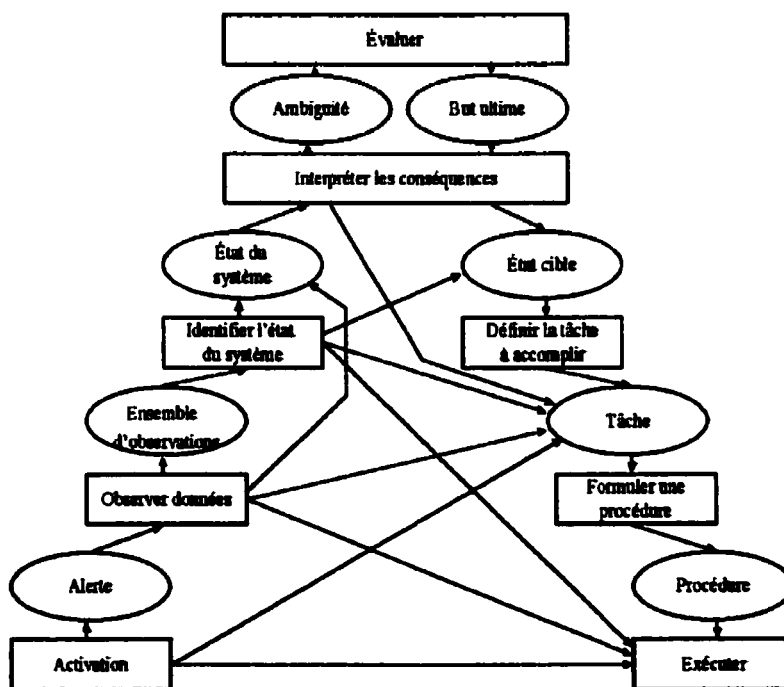 Évaluer
Ambiguité
But ultime
Interpréter les conséquences
État du
système
État cible
Identifier l'état
du système
Définir la tâche
à accomplir
Ensemble
d'observations
Tâche
Observer données
Formuler une
procédure
Alerte
Procédure
Activation
Exécuter